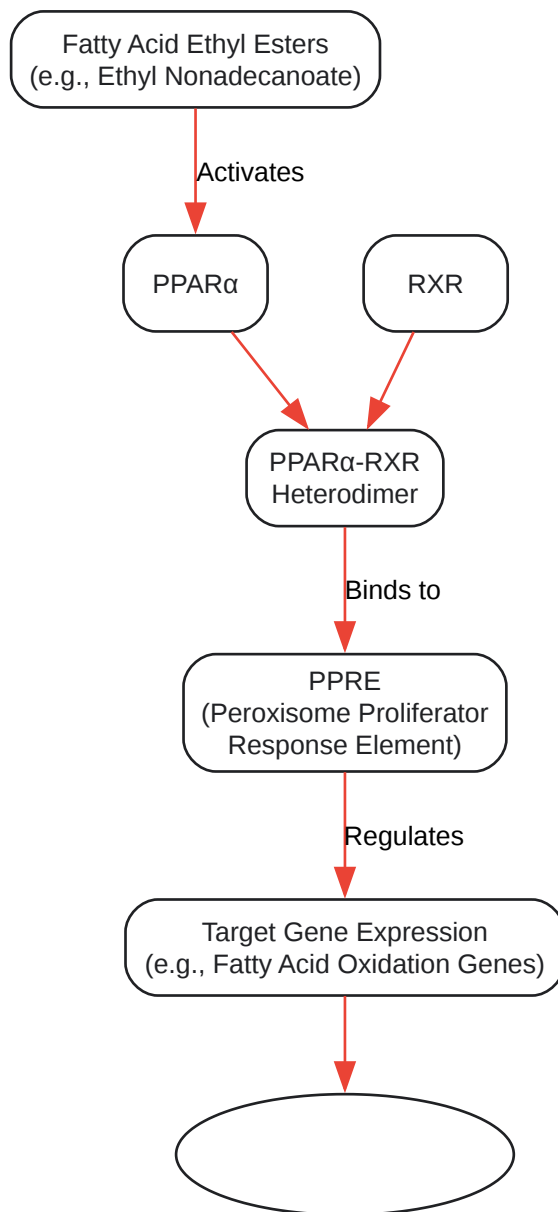 Fatty Acid Ethyl Esters
(e.g., Ethyl Nonadecanoate)
Activates
PPARα
RXR
PPARα-RXR
Heterodimer
Binds to
PPRE
(Peroxisome Proliferator
Response Element)
Regulates
Target Gene Expression
(e.g., Fatty Acid Oxidation Genes)